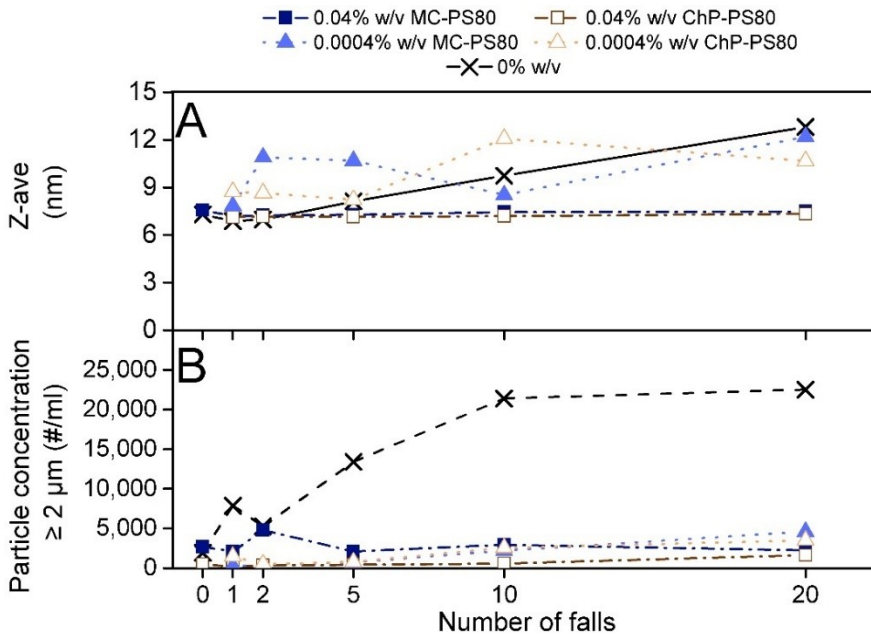 0.04% w/v MC-PS80 0.04% w/v ChP-PS80
0.0004% w/v MC-PS80 0.0004% w/v ChP-PS80
0% w/v
A
Z-ave
(nm)
15
12
9
6
3
0
B
Particle concentration
≥ 2 µm (#/ml)
25,000
20,000
15,000
10,000
5,000
0
0 1 2 5 10 20
Number of falls